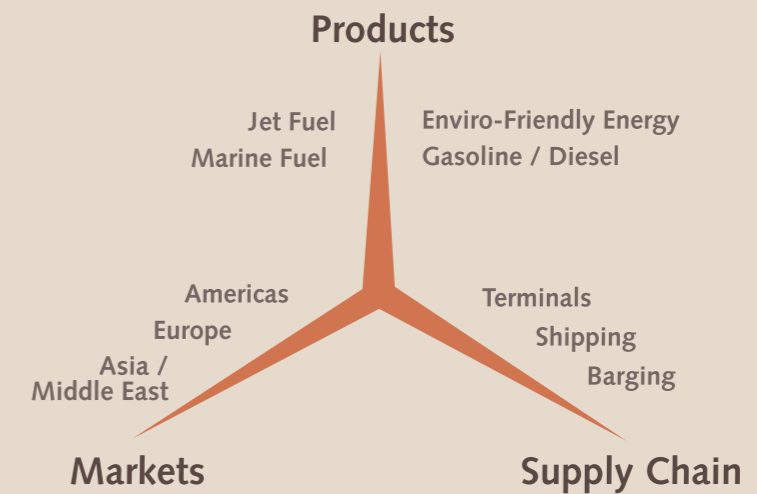 Products
Jet Fuel
Marine Fuel
Enviro-Friendly Energy
Gasoline / Diesel
Americas
Europe
Asia /
Middle East
Terminals
Shipping
Barging
Markets
Supply Chain